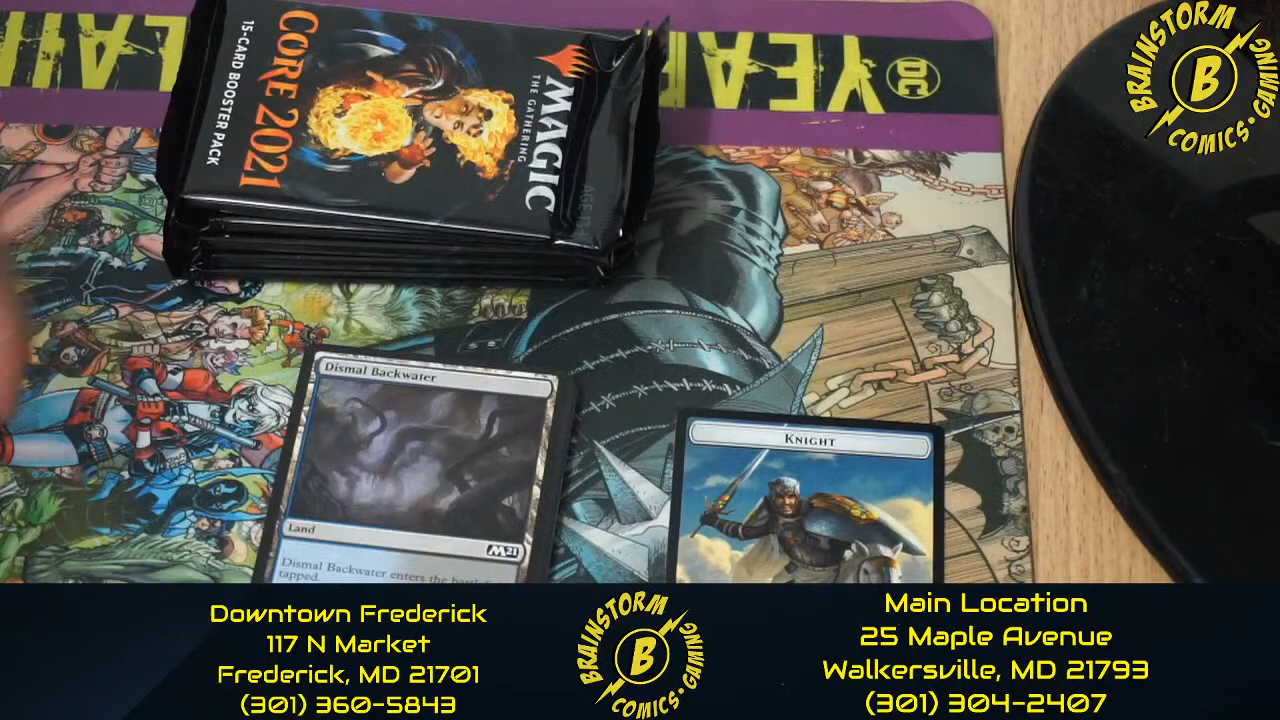 YEAR
DC
MAGIC
THE GATHERING
CORE 2021
15-CARD BOOSTER PACK
BRAINSTORM
B
COMICS • GAMING
Dismal Backwater
Land
M21
Dismal Backwater enters the
tapped.
KNIGHT
Downtown Frederick
117 N Market
Frederick, MD 21701
(301) 360-5843
BRAINSTORM
B
COMICS • GAMING
Main Location
25 Maple Avenue
Walkersville, MD 21793
(301) 304-2407